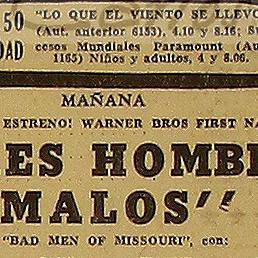 50 "LO QUE EL VIENTO SE LLEVO
DAD (Aut. anterior 6153), 4.10 y 8.16; Su
cesos Mundiales Paramount (Aut.
1165) Niños y adultos, 4 y 8.06.
MAÑANA
ESTRENO! WARNER BROS FIRST NA
ES HOMB
MALOS"
"BAD MEN OF MISSOURI", con: